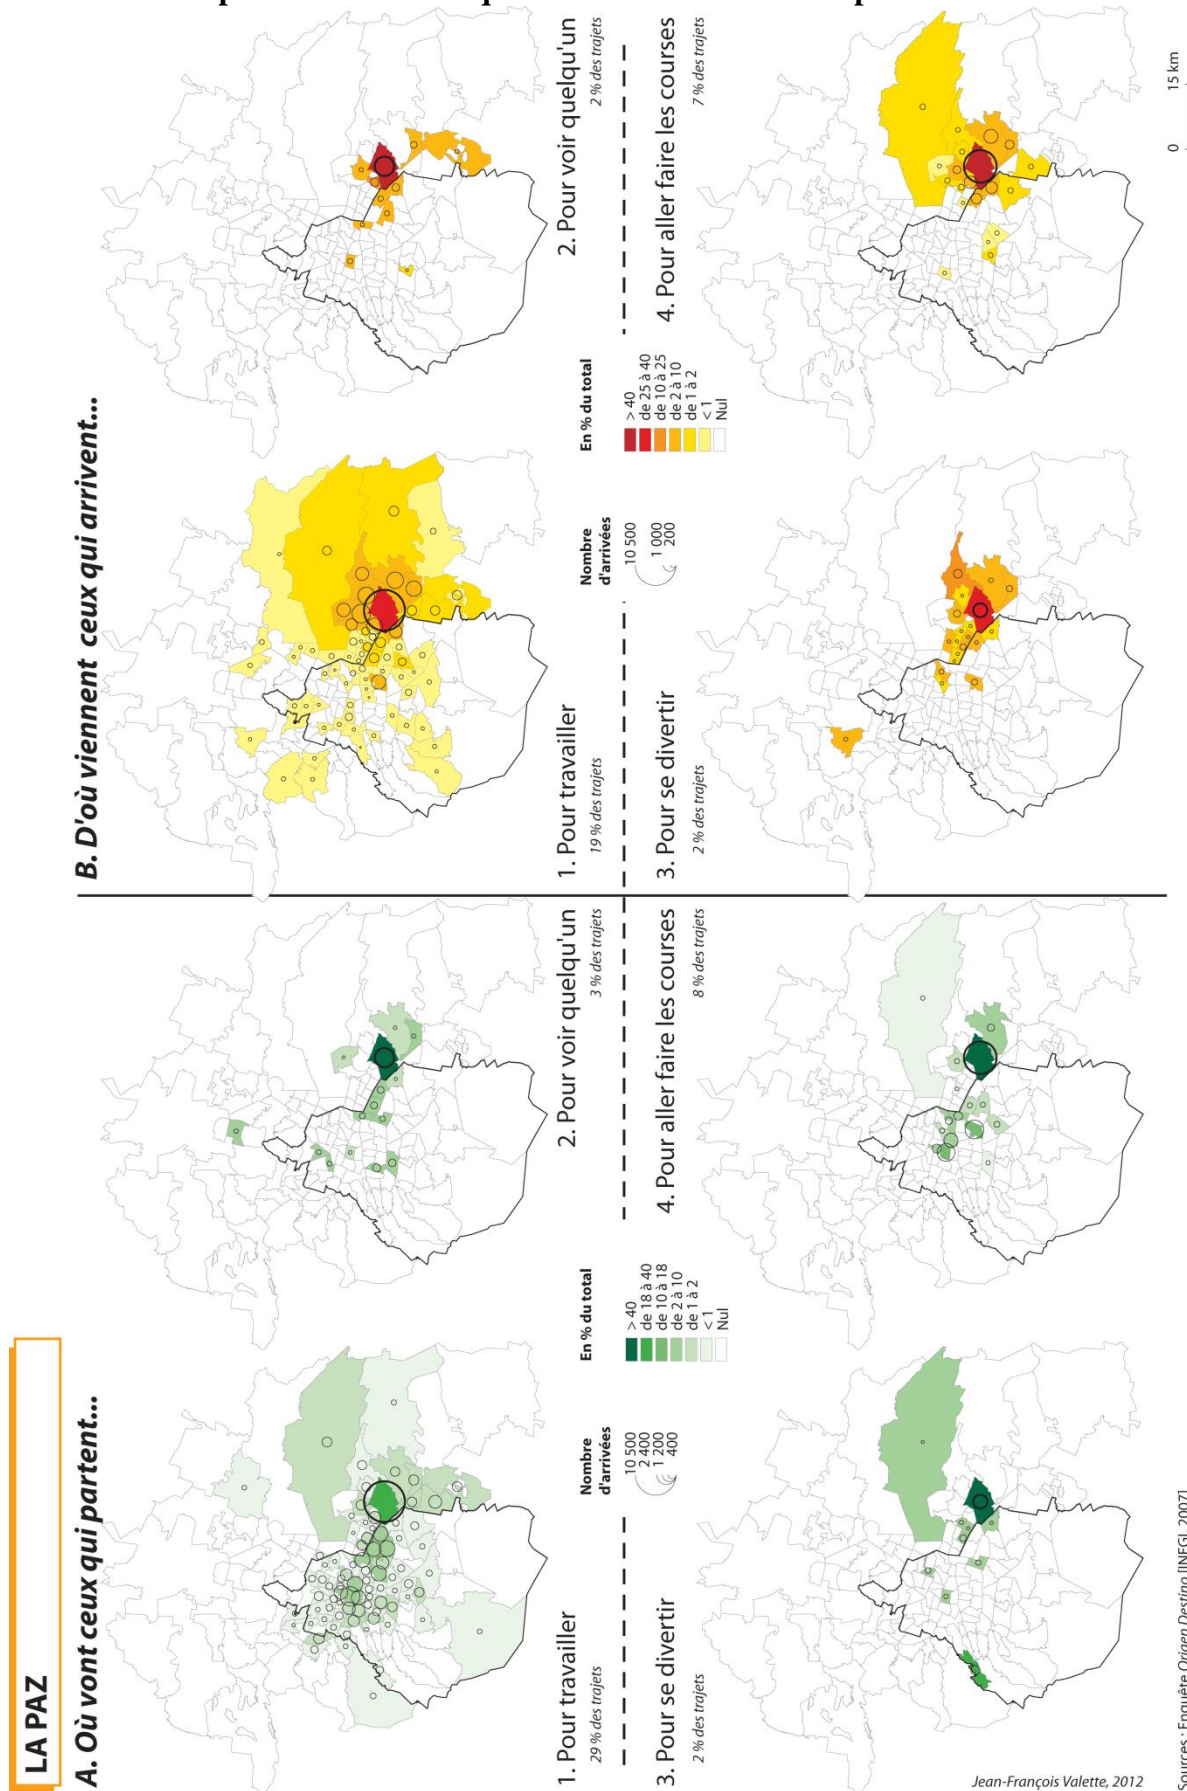 LA PAZ
A. Où vont ceux qui partent...
1. Pour travailler
29 % des trajets
Nombre
d'arrivées
10 500
2 400
1 200
400
En % du total
> 40
de 18 à 40
de 10 à 18
de 2 à 10
de 1 à 2
< 1
Nul
2. Pour voir quelqu'un
3 % des trajets
3. Pour se divertir
2 % des trajets
4. Pour aller faire les courses
8 % des trajets
B. D'où viennent ceux qui arrivent...
1. Pour travailler
19 % des trajets
Nombre
d'arrivées
10 500
1 000
200
En % du total
> 40
de 25 à 40
de 10 à 25
de 2 à 10
de 1 à 2
< 1
Nul
2. Pour voir quelqu'un
2 % des trajets
3. Pour se divertir
2 % des trajets
4. Pour aller faire les courses
7 % des trajets
0 15 km
Jean-François Valette, 2012
Sources : Enquête Origen Destino [INEGI, 2007]